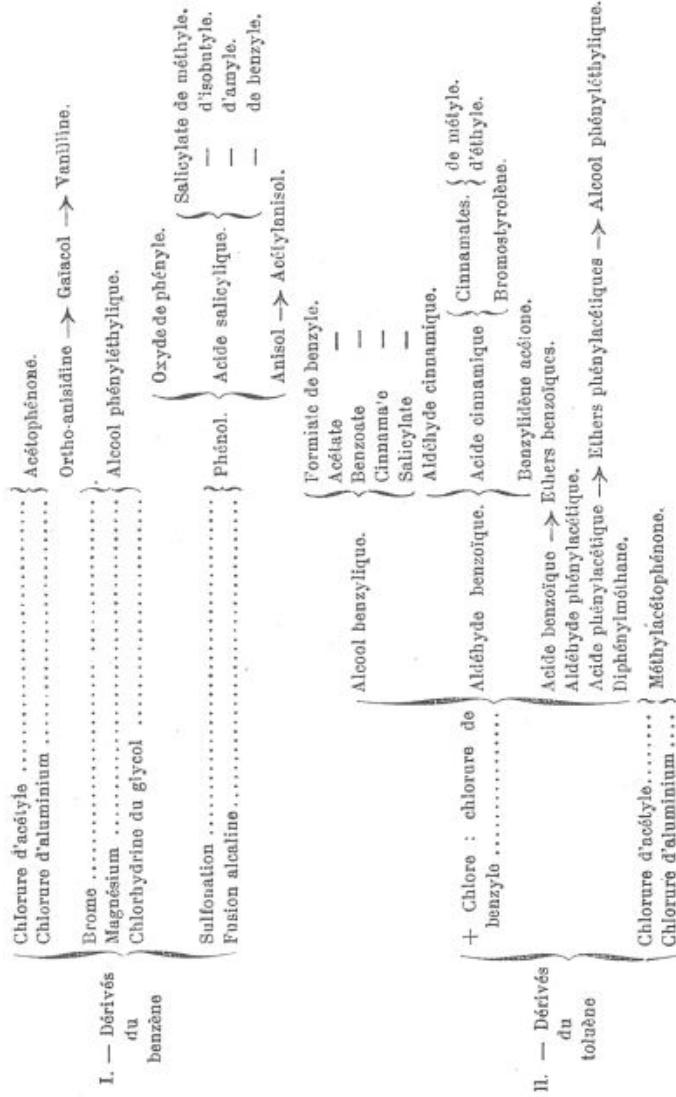 I. — Dérivés
du
benzène
Chlorure d'acétyle ..............................
Chlorure d'aluminium ..............................
Acétophénone.
Ortho-anisidine → Gaïacol → Vanilline.
Brome ..............................
Magnésium ..............................
Chlorhydrine du glycol ..............................
Alcool phényléthylique.
Sulfonation ..............................
Fusion alcaline ..............................
Phénol.
Oxyde de phényle.
Acide salicylique.
Salicylate de méthyle.
— d'isobutyle.
— d'amyle.
— de benzyle.
Anisol → Acétylanisol.
II. — Dérivés
du
toluène
+ Chlore : chlorure de
benzyle ..................
Alcool benzylique.
Formiate de benzyle.
Acétate —
Benzoate —
Cinnama'e —
Salicylate —
Aldéhyde benzoïque.
Aldéhyde cinnamique.
Acide cinnamique
Cinnamates.
de métyle.
d'éthyle.
Bromostyrolène.
Benzylidène acétone.
Acide benzoïque → Ethers benzoïques.
Aldéhyde phénylacétique.
Acide phénylacétique → Ethers phénylacétiques → Alcool phényléthylique.
Diphénylméthane.
Chlorure d'acétyle........
Chlorure d'aluminium ....
Méthylacétophénone.